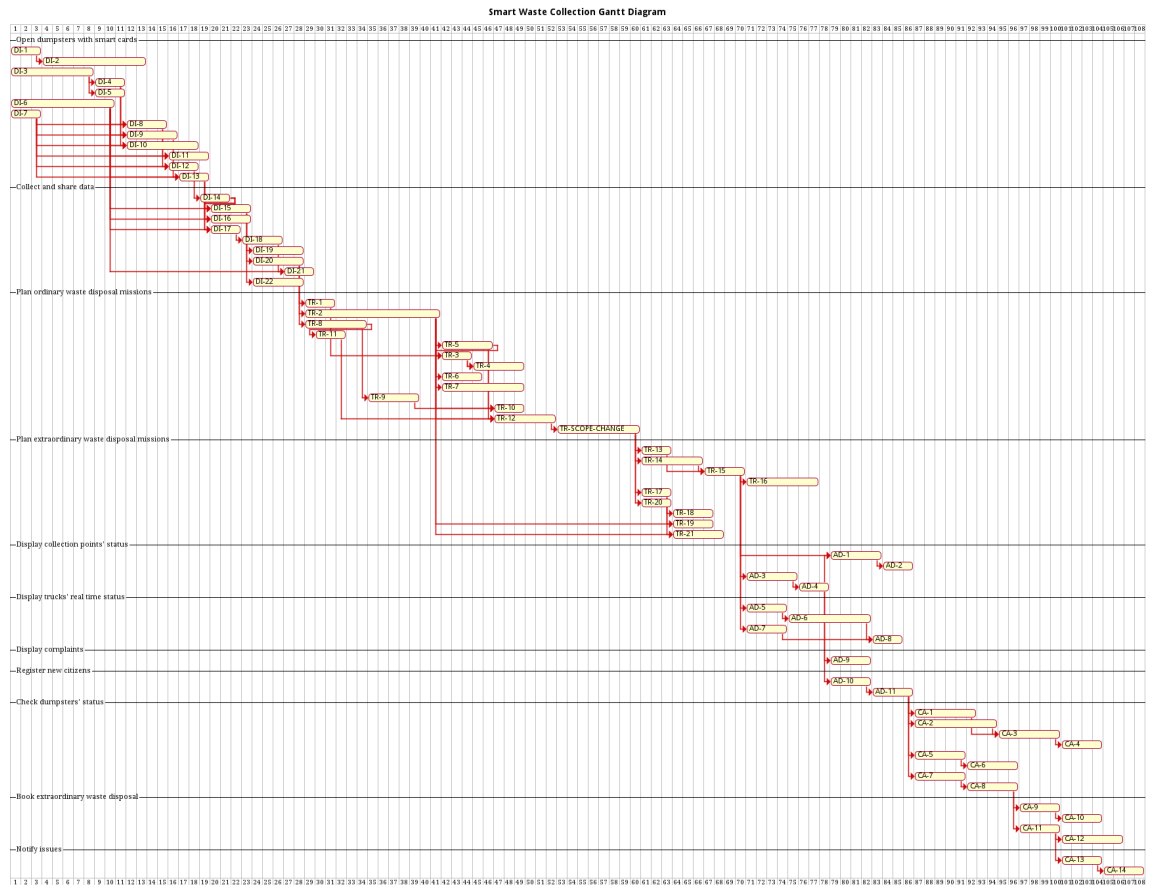 Smart Waste Collection Gantt Diagram
1 2 3 4 5 6 7 8 9 10 11 12 13 14 15 16 17 18 19 20 21 22 23 24 25 26 27 28 29 30 31 32 33 34 35 36 37 38 39 40 41 42 43 44 45 46 47 48 49 50 51 52 53 54 55 56 57 58 59 60 61 62 63 64 65 66 67 68 69 70 71 72 73 74 75 76 77 78 79 80 81 82 83 84 85 86 87 88 89 90 91 92 93 94 95 96 97 98 99 100 101 102 103 104 105 106 107 108
Open dumpsters with smart cards
DI-1
DI-2
DI-3
DI-4
DI-5
DI-6
DI-7
DI-8
DI-9
DI-10
DI-11
DI-12
DI-13
Collect and share data
DI-14
DI-15
DI-16
DI-17
DI-18
DI-19
DI-20
DI-21
DI-22
Plan ordinary waste disposal missions
TR-1
TR-2
TR-8
TR-11
TR-5
TR-3
TR-4
TR-6
TR-7
TR-9
TR-10
TR-12
TR-SCOPE-CHANGE
Plan extraordinary waste disposal missions
TR-13
TR-14
TR-15
TR-16
TR-17
TR-20
TR-18
TR-19
TR-21
Display collection points' status
AD-1
AD-2
AD-3
AD-4
Display trucks' real time status
AD-5
AD-6
AD-7
AD-8
Display complaints
AD-9
Register new citizens
AD-10
AD-11
Check dumpsters' status
CA-1
CA-2
CA-3
CA-4
CA-5
CA-6
CA-7
CA-8
Book extraordinary waste disposal
CA-9
CA-10
CA-11
CA-12
Notify issues
CA-13
CA-14
1 2 3 4 5 6 7 8 9 10 11 12 13 14 15 16 17 18 19 20 21 22 23 24 25 26 27 28 29 30 31 32 33 34 35 36 37 38 39 40 41 42 43 44 45 46 47 48 49 50 51 52 53 54 55 56 57 58 59 60 61 62 63 64 65 66 67 68 69 70 71 72 73 74 75 76 77 78 79 80 81 82 83 84 85 86 87 88 89 90 91 92 93 94 95 96 97 98 99 100 101 102 103 104 105 106 107 108